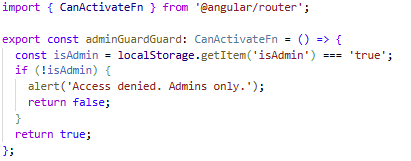 import { CanActivateFn } from '@angular/router';

export const adminGuardGuard: CanActivateFn = () => {
  const isAdmin = localStorage.getItem('isAdmin') === 'true';
  if (!isAdmin) {
    alert('Access denied. Admins only.');
    return false;
  }
  return true;
};